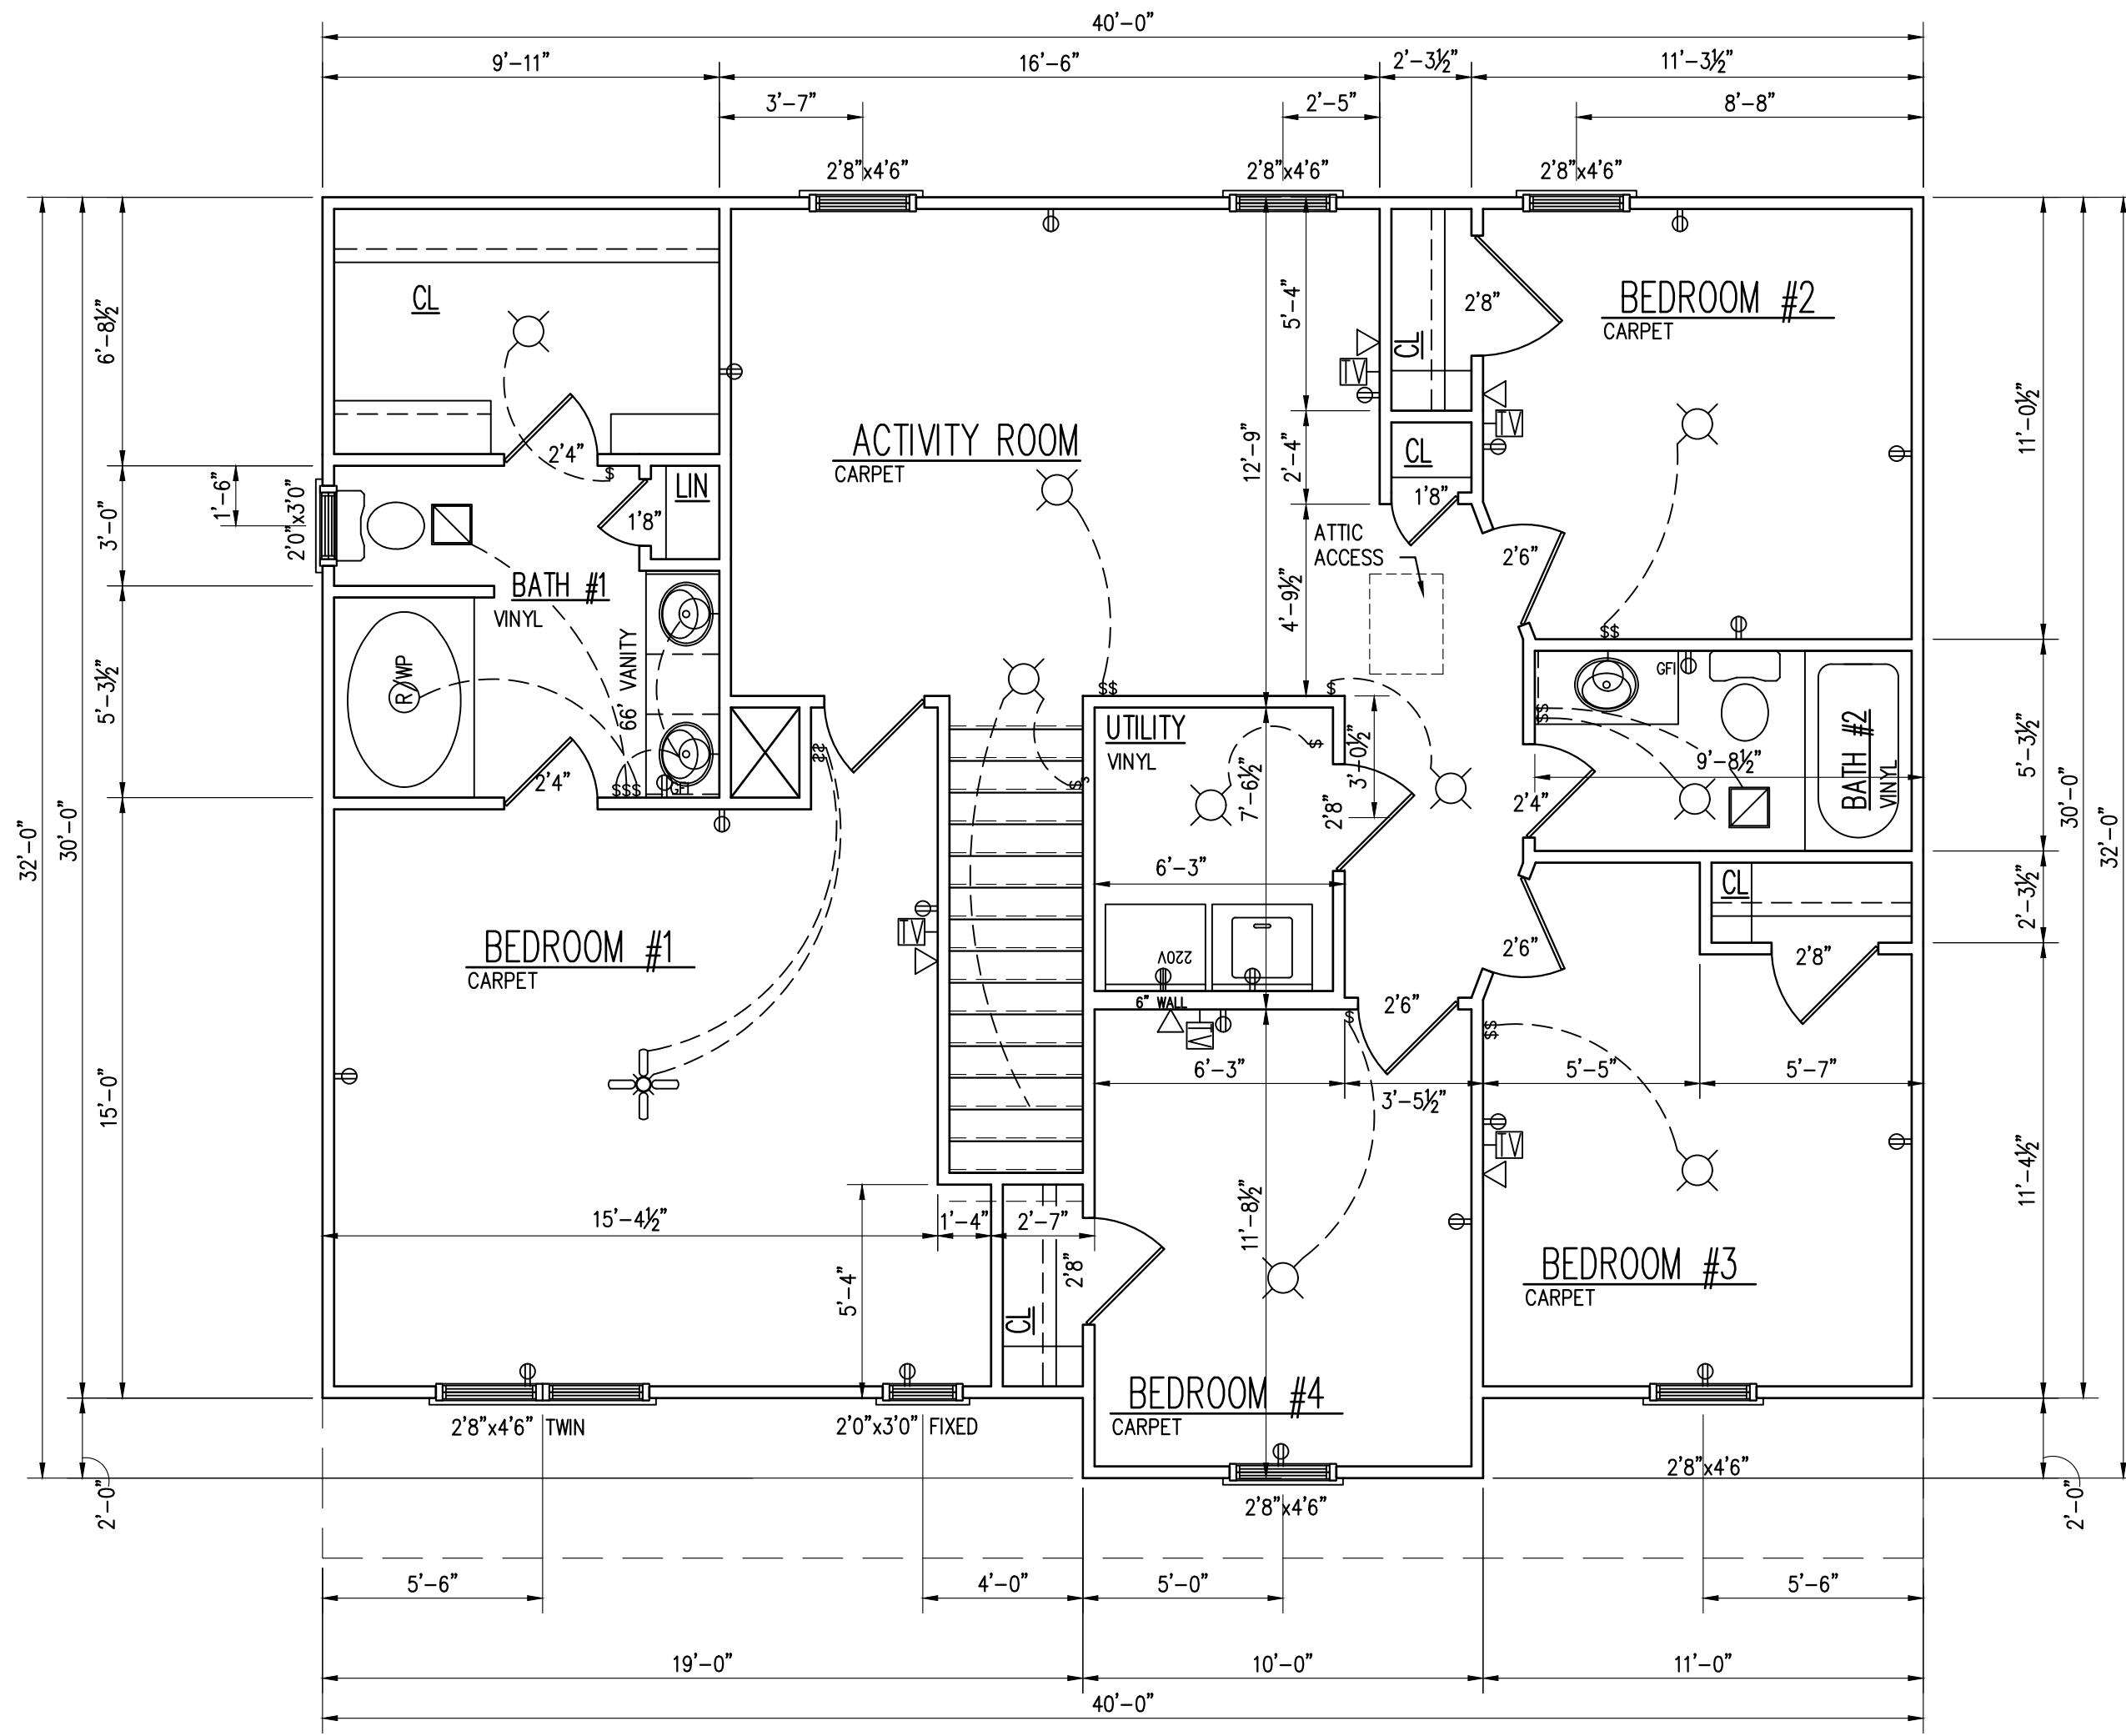 40'-0"
9'-11"
16'-6"
2'-3½"
11'-3½"
3'-7"
2'-5"
8'-8"
2'8"x4'6"
2'8"x4'6"
2'8"x4'6"
CL
6'-8½"
5'-4"
2'8"
CL
TV
BEDROOM #2
CARPET
TV
11'-0½"
ACTIVITY ROOM
CARPET
12'-9"
2'-4"
CL
1'8"
2'4"
$
LIN
1'8"
1'-6"
3'-0"
2'0"x3'0"
ATTIC
ACCESS
2'6"
BATH #1
VINYL
4'-9½"
$$
66' VANITY
R/WP
5'-3½"
2'4"
$$$
GFI
$$
$$
$
$3
UTILITY
VINYL
$
7'-6½"
3'-0½"
2'8"
GFI
$$
$$
9'-8½"
BATH #2
VINYL
2'4"
5'-3½"
32'-0"
30'-0"
30'-0"
32'-0"
6'-3"
CL
2'-3½"
220V
6" WALL
TV
BEDROOM #1
CARPET
TV
2'6"
2'8"
2'6"
$
$$
15'-0"
6'-3"
3'-5½"
5'-5"
5'-7"
TV
11'-4½"
15'-4½"
1'-4"
2'-7"
11'-8½"
5'-4"
2'8"
CL
BEDROOM #3
CARPET
BEDROOM #4
CARPET
2'8"x4'6" TWIN
2'0"x3'0" FIXED
2'8"x4'6"
2'8"x4'6"
2'-0"
2'-0"
5'-6"
4'-0"
5'-0"
5'-6"
19'-0"
10'-0"
11'-0"
40'-0"